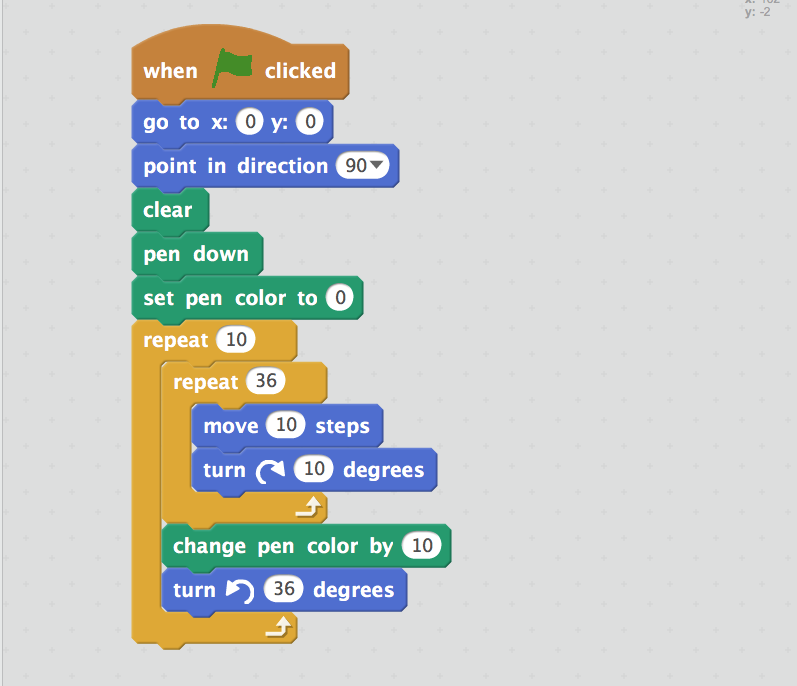 y: -2
when clicked
go to x: 0 y: 0
point in direction 90
clear
pen down
set pen color to 0
repeat 10
repeat 36
move 10 steps
turn 10 degrees
change pen color by 10
turn 36 degrees